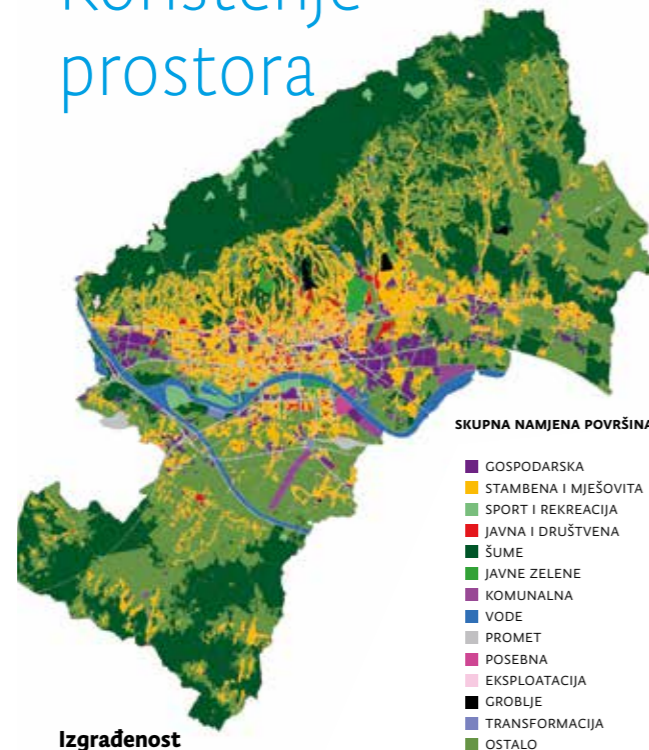 Korištenje
prostora
SKUPNA NAMJENA POVRŠINA
GOSPODARSKA
STAMBENA I MJEŠOVITA
SPORT I REKREACIJA
JAVNA I DRUŠTVENA
ŠUME
JAVNE ZELENE
KOMUNALNA
VODE
PROMET
POSEBNA
EKSPLOATACIJA
GROBLJE
TRANSFORMACIJA
OSTALO
Izgrađenost